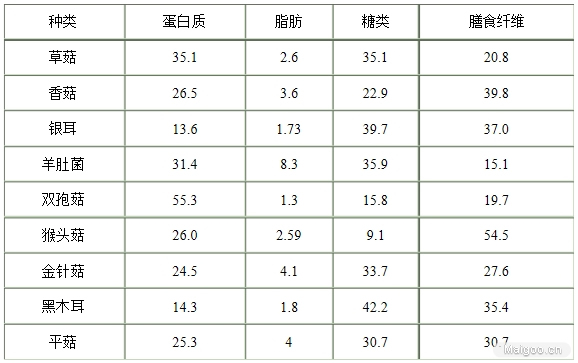 种类 蛋白质 脂肪 糖类 膳食纤维
草菇 35.1 2.6 35.1 20.8
香菇 26.5 3.6 22.9 39.8
银耳 13.6 1.73 39.7 37.0
羊肚菌 31.4 8.3 35.9 15.1
双孢菇 55.3 1.3 15.8 19.7
猴头菇 26.0 2.59 9.1 54.5
金针菇 24.5 4.1 33.7 27.6
黑木耳 14.3 1.8 42.2 35.4
平菇 25.3 4 30.7 30.7
Maigoo.cn